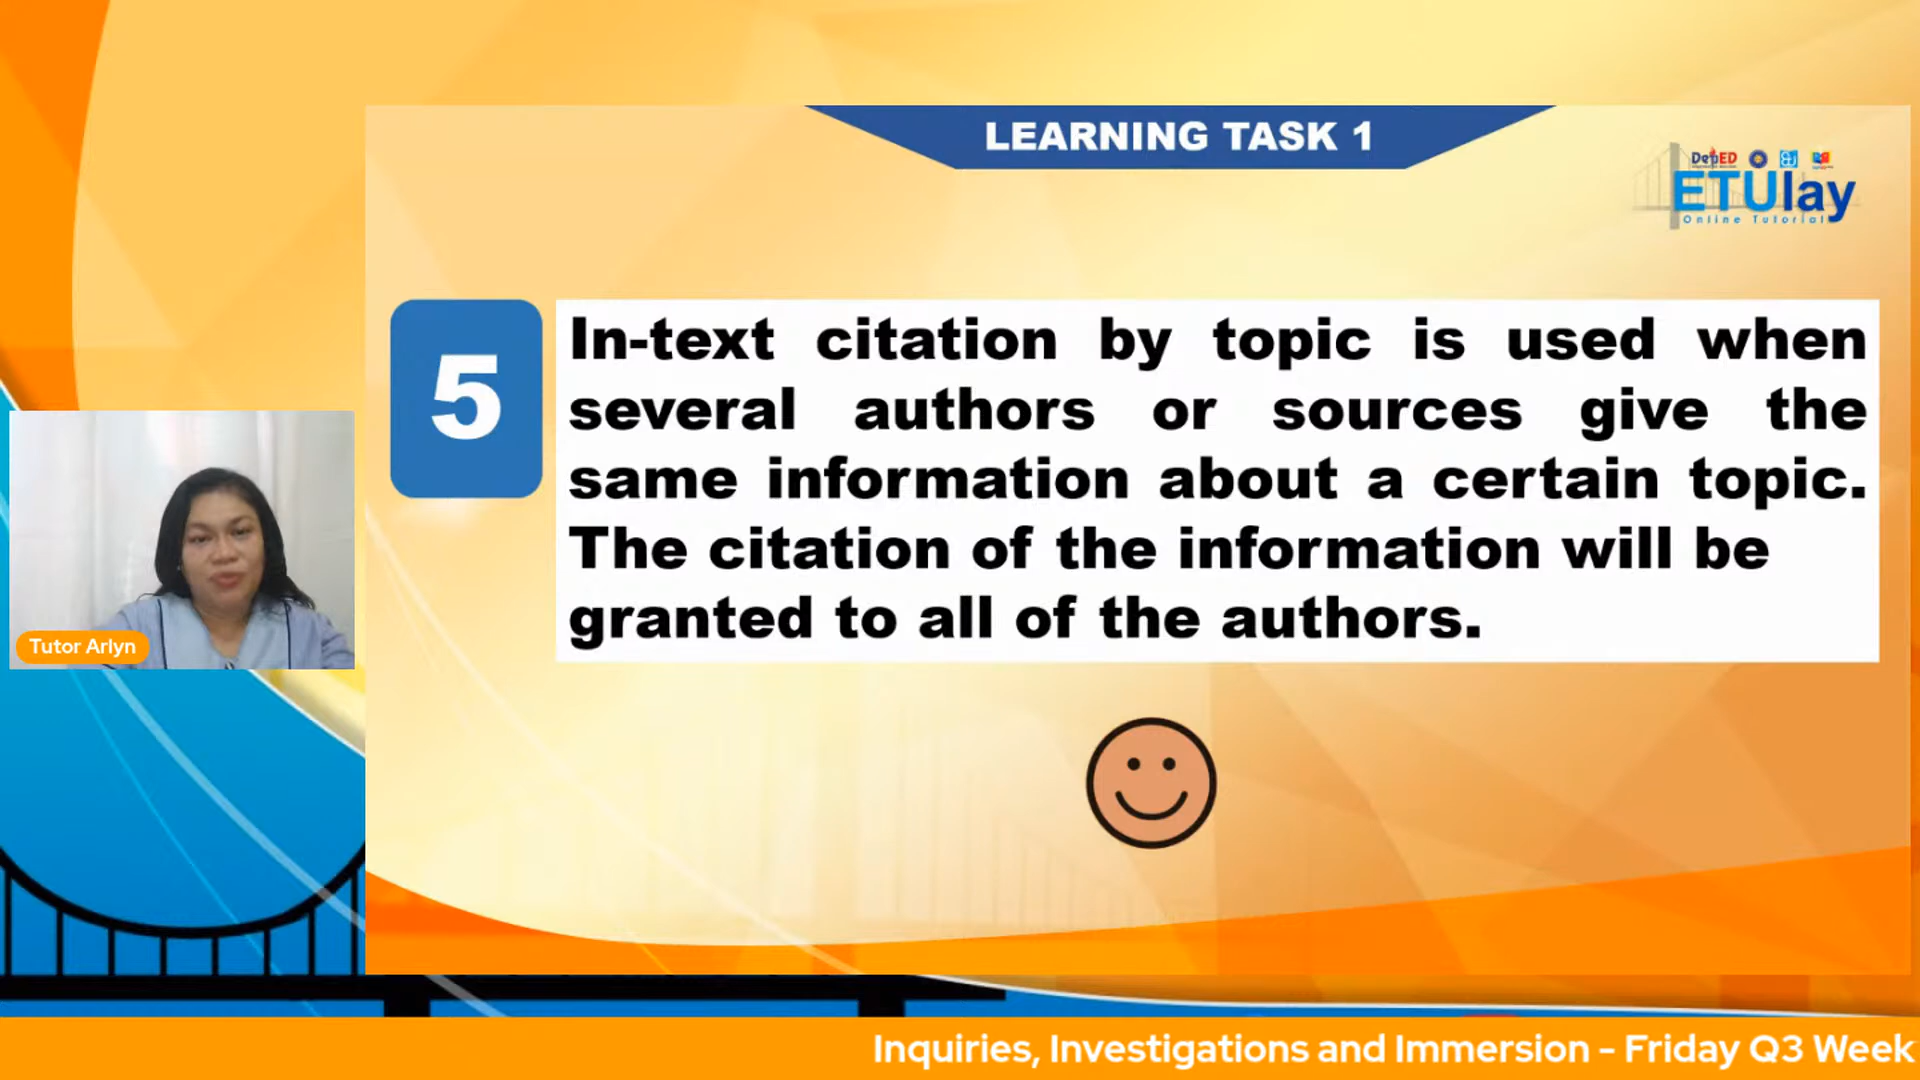 LEARNING TASK 1
DepED
ETUlay
Online Tutorial
5
In-text citation by topic is used when
several authors or sources give the
same information about a certain topic.
The citation of the information will be
granted to all of the authors.
Tutor Arlyn
Inquiries, Investigations and Immersion - Friday Q3 Week